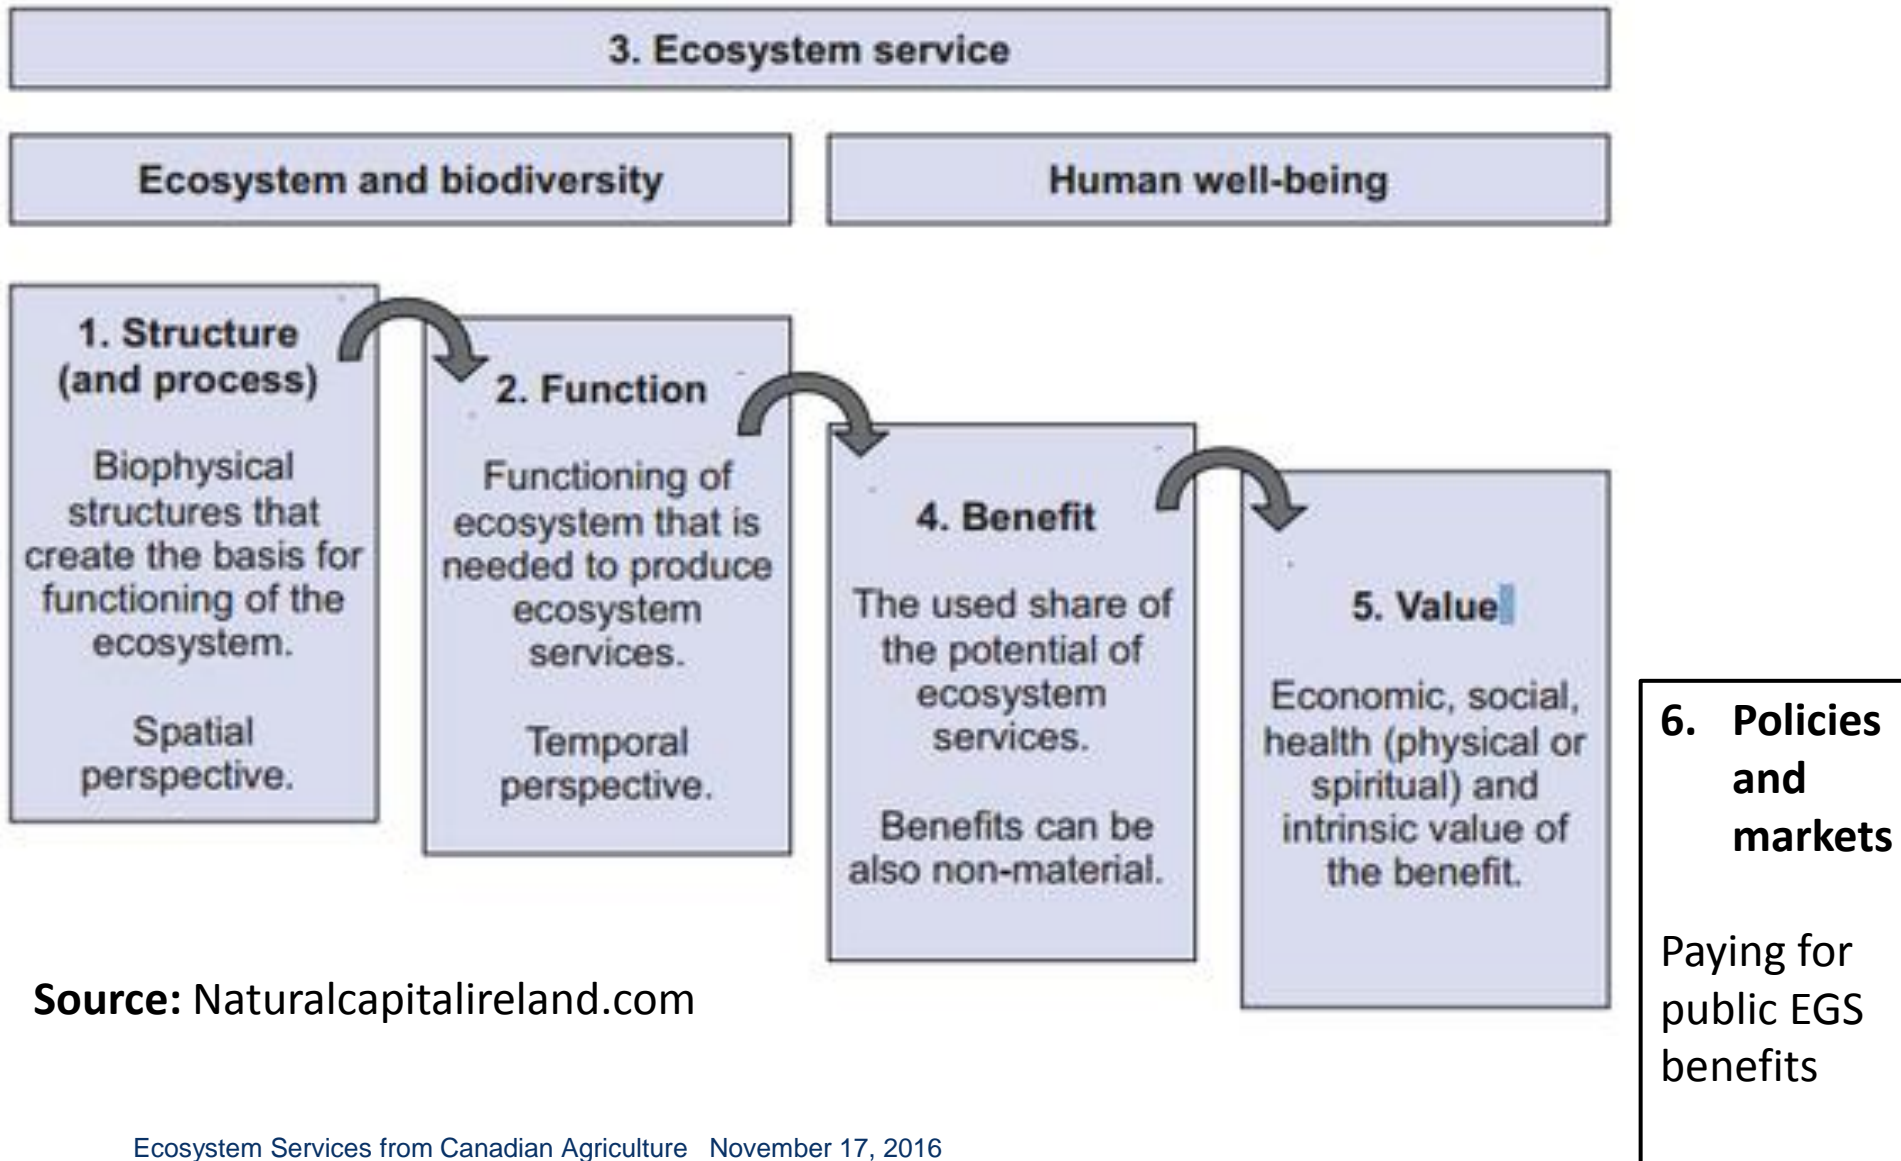 3. Ecosystem service
Ecosystem and biodiversity
Human well-being
1. Structure
(and process)
Biophysical
structures that
create the basis for
functioning of the
ecosystem.
Spatial
perspective.
2. Function
Functioning of
ecosystem that is
needed to produce
ecosystem
services.
Temporal
perspective.
4. Benefit
The used share of
the potential of
ecosystem
services.
Benefits can be
also non-material.
5. Value
Economic, social,
health (physical or
spiritual) and
intrinsic value of
the benefit.
6. Policies
and
markets
Paying for
public EGS
benefits
Source: Naturalcapitalireland.com
Ecosystem Services from Canadian Agriculture November 17, 2016